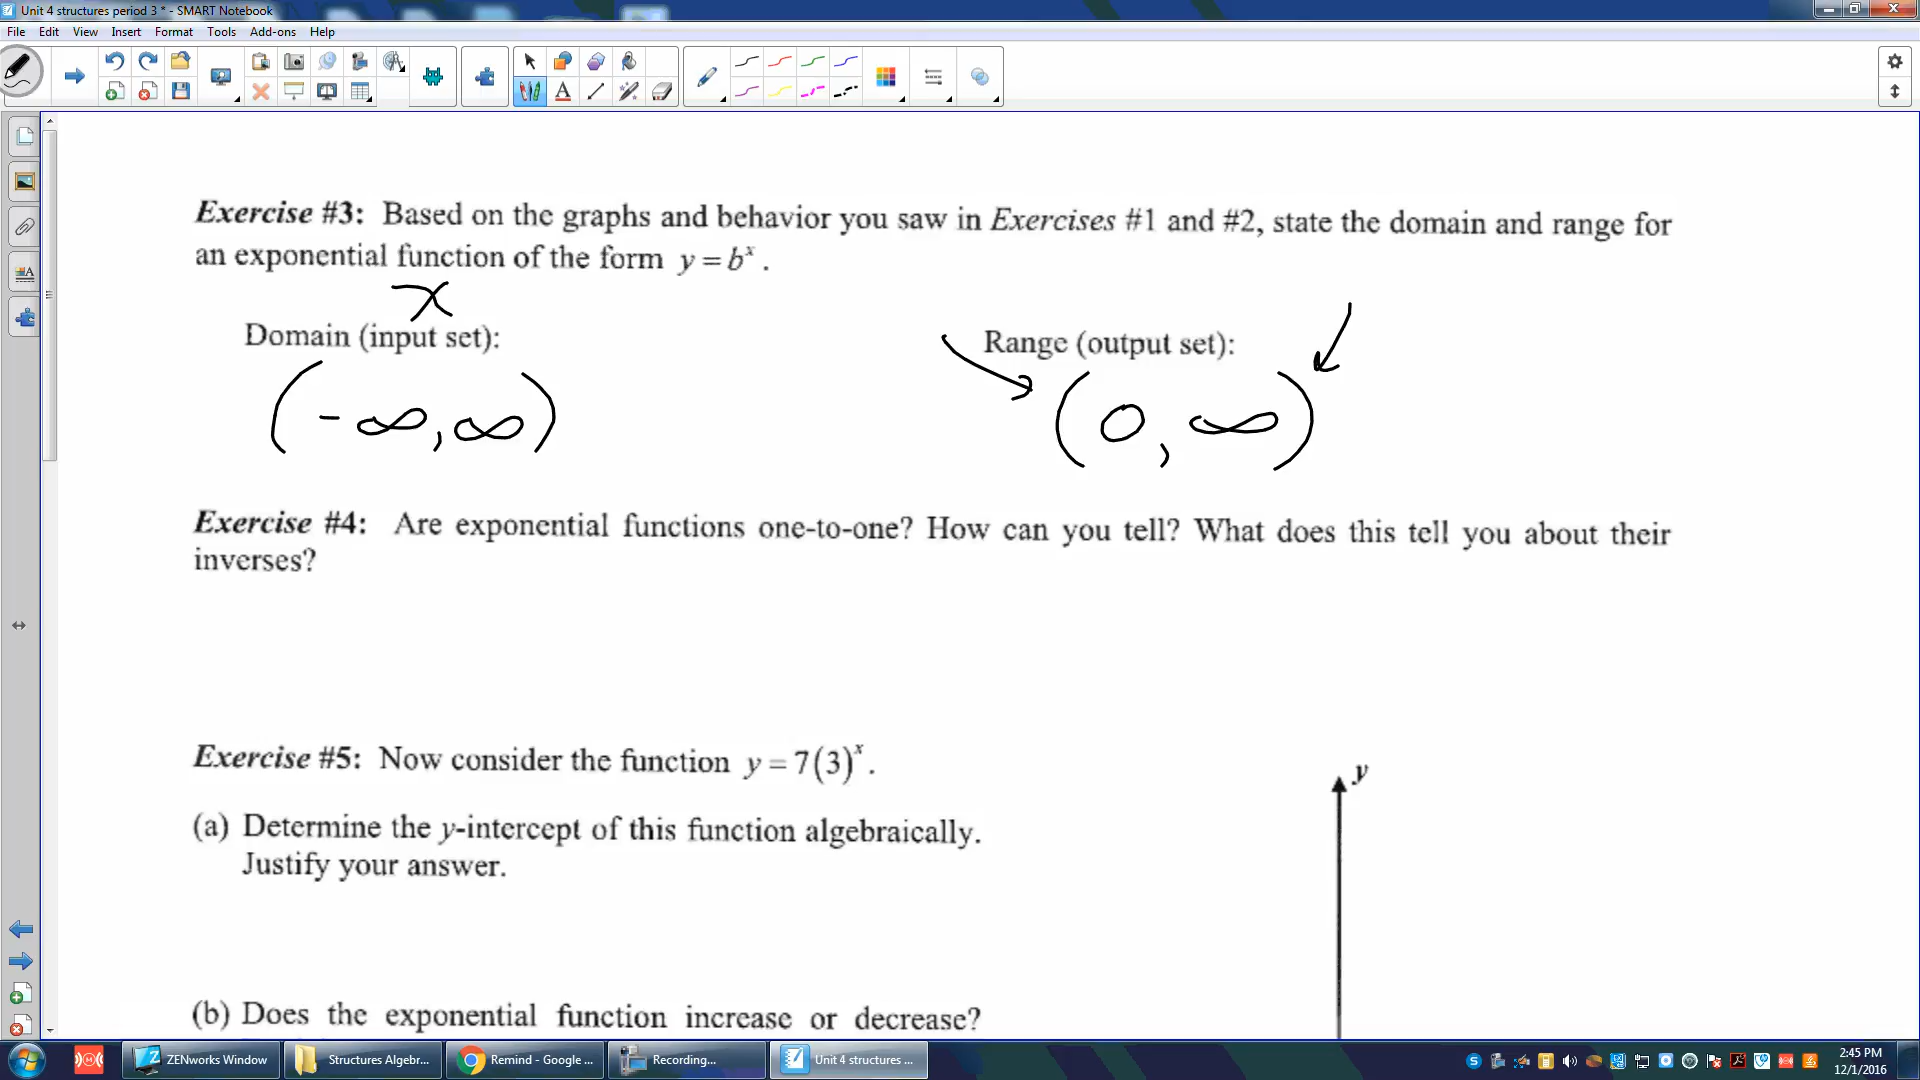 Unit 4 structures period 3 * - SMART Notebook
File Edit View Insert Format Tools Add-ons Help
Exercise #3: Based on the graphs and behavior you saw in Exercises #1 and #2, state the domain and range for
an exponential function of the form y = bˣ .
x
Domain (input set): Range (output set):
(-∞, ∞) (0, ∞)
Exercise #4: Are exponential functions one-to-one? How can you tell? What does this tell you about their
inverses?
Exercise #5: Now consider the function y = 7(3)ˣ .
y
(a) Determine the y-intercept of this function algebraically.
Justify your answer.
(b) Does the exponential function increase or decrease?
ZENworks Window Structures Algebr... Remind - Google ... Recording... Unit 4 structures ... 2:45 PM
12/1/2016